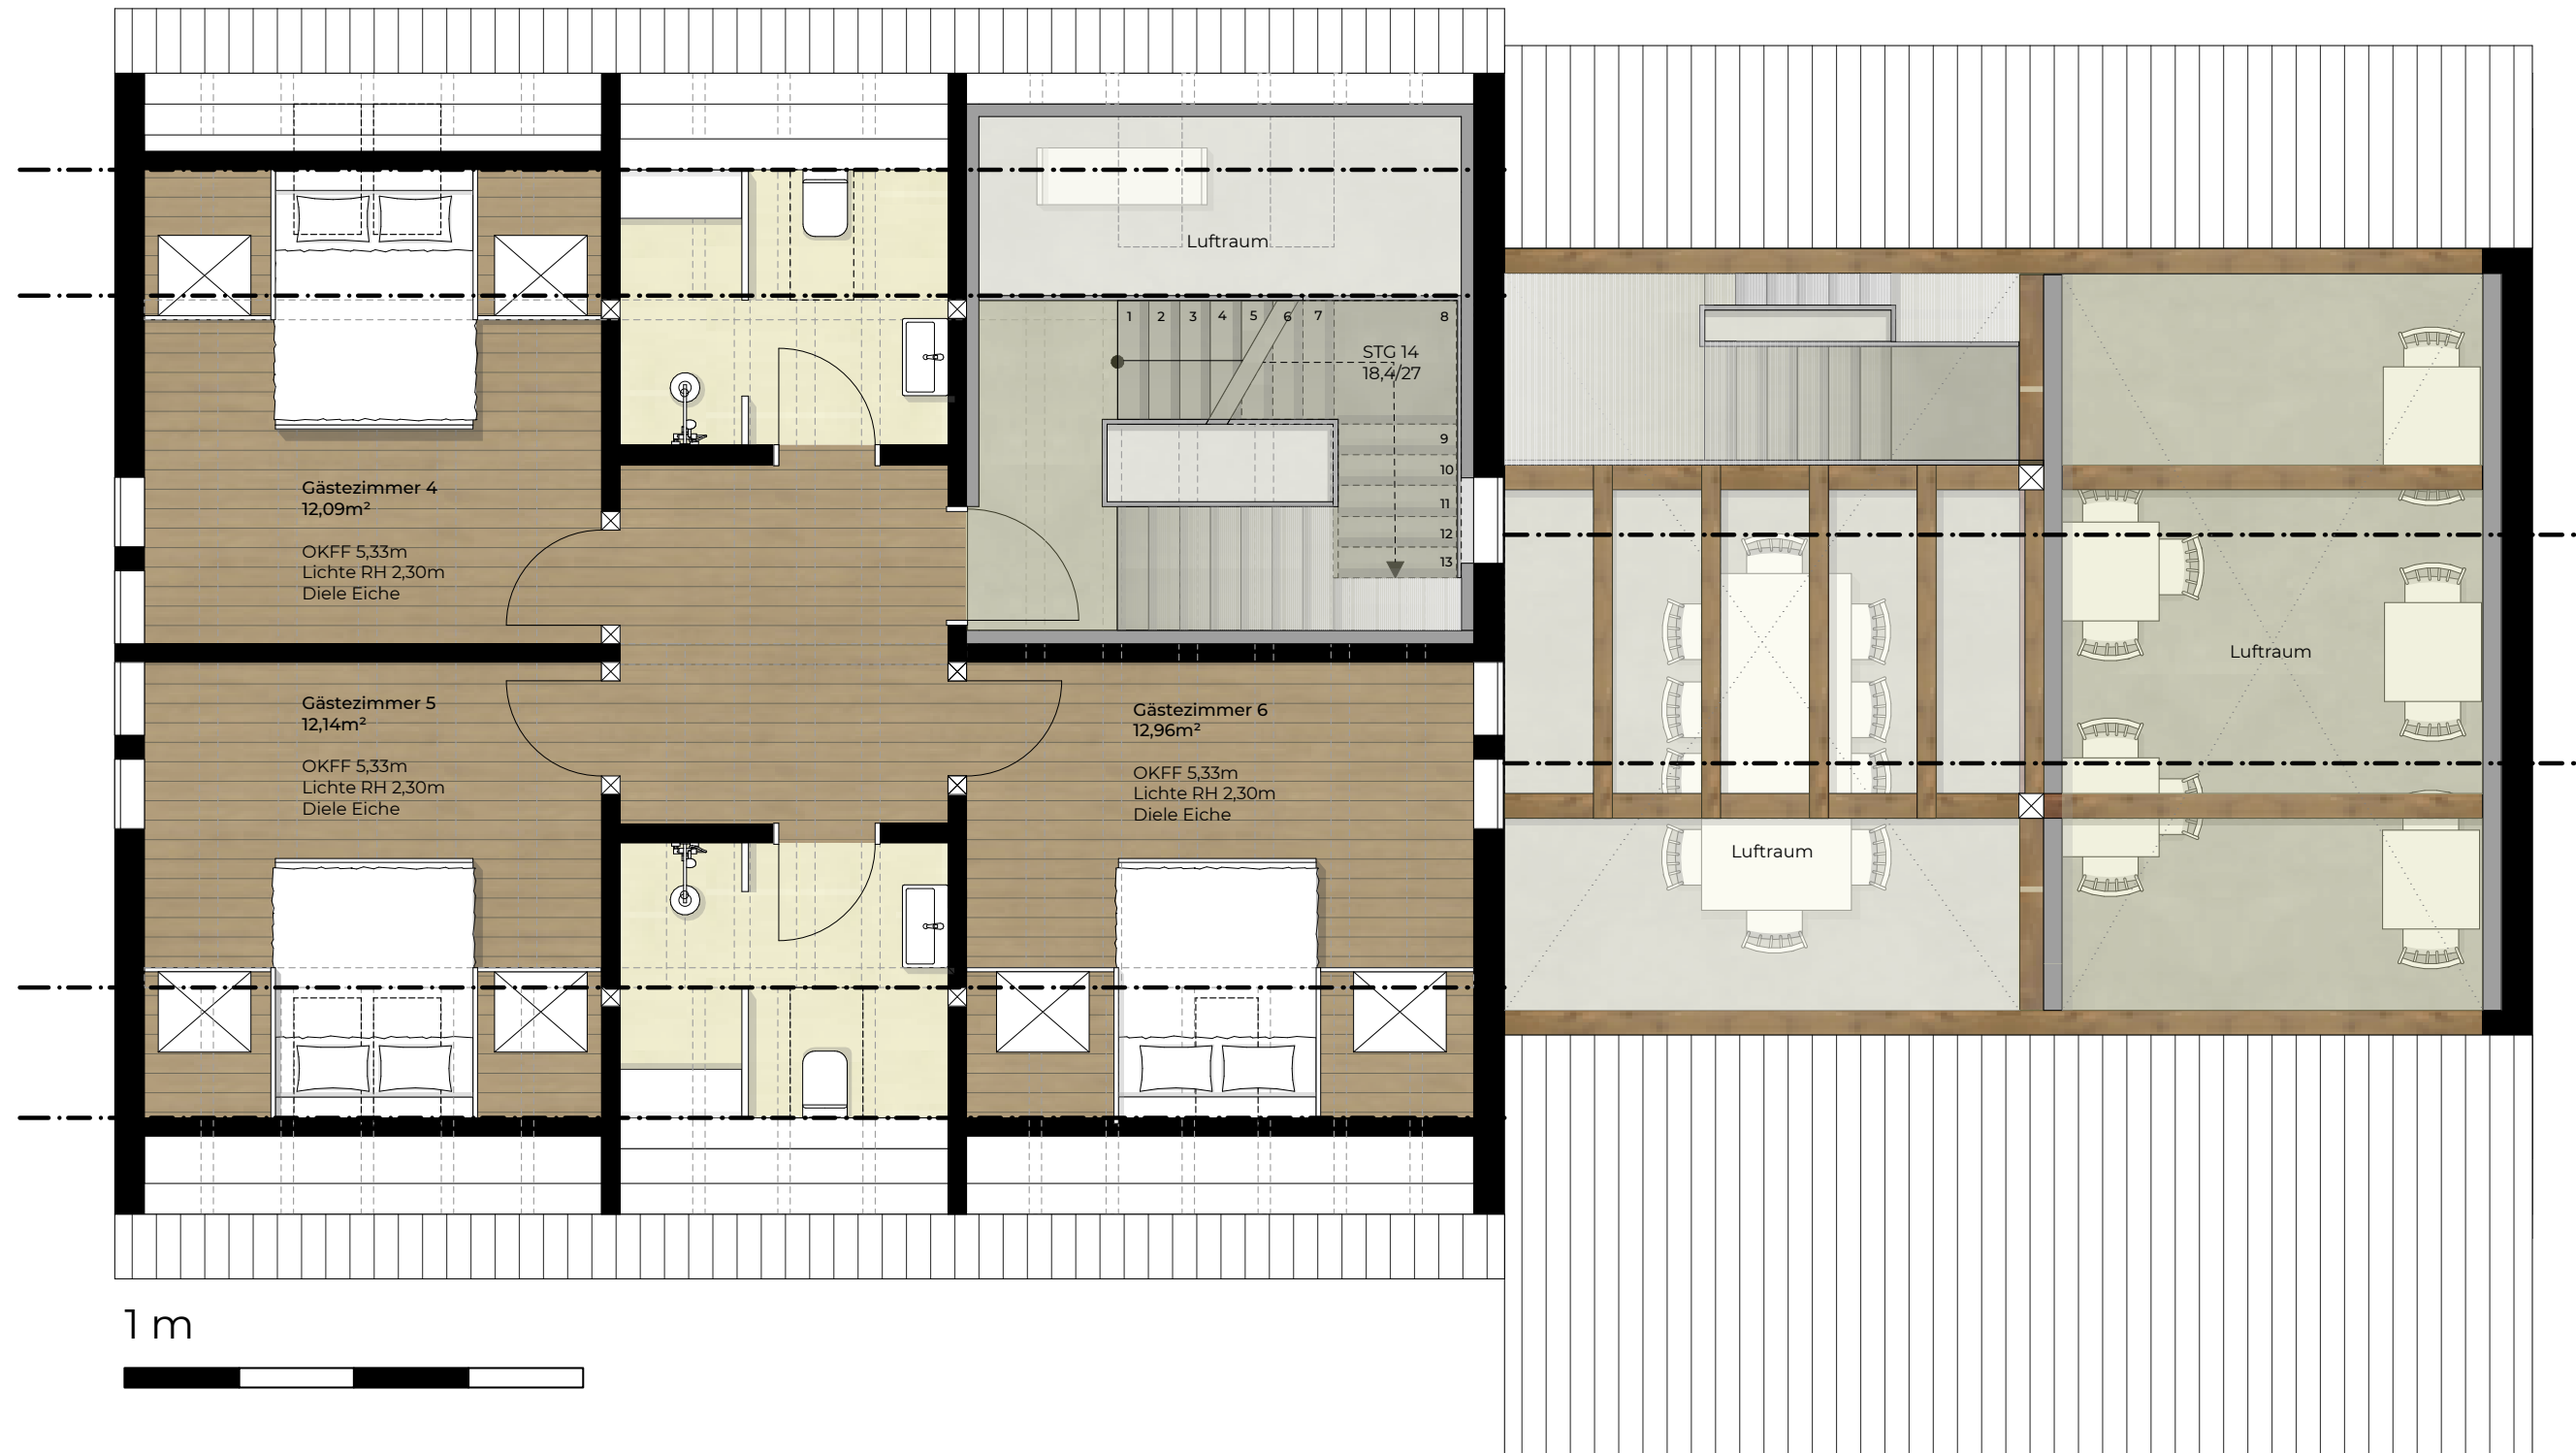 Luftraum
1 2 3 4 5 6 7 8
STG 14
18,4/27
9
10
11
12
13
Gästezimmer 4
12,09m²
OKFF 5,33m
Lichte RH 2,30m
Diele Eiche
Gästezimmer 5
12,14m²
OKFF 5,33m
Lichte RH 2,30m
Diele Eiche
Gästezimmer 6
12,96m²
OKFF 5,33m
Lichte RH 2,30m
Diele Eiche
Luftraum
Luftraum
1 m